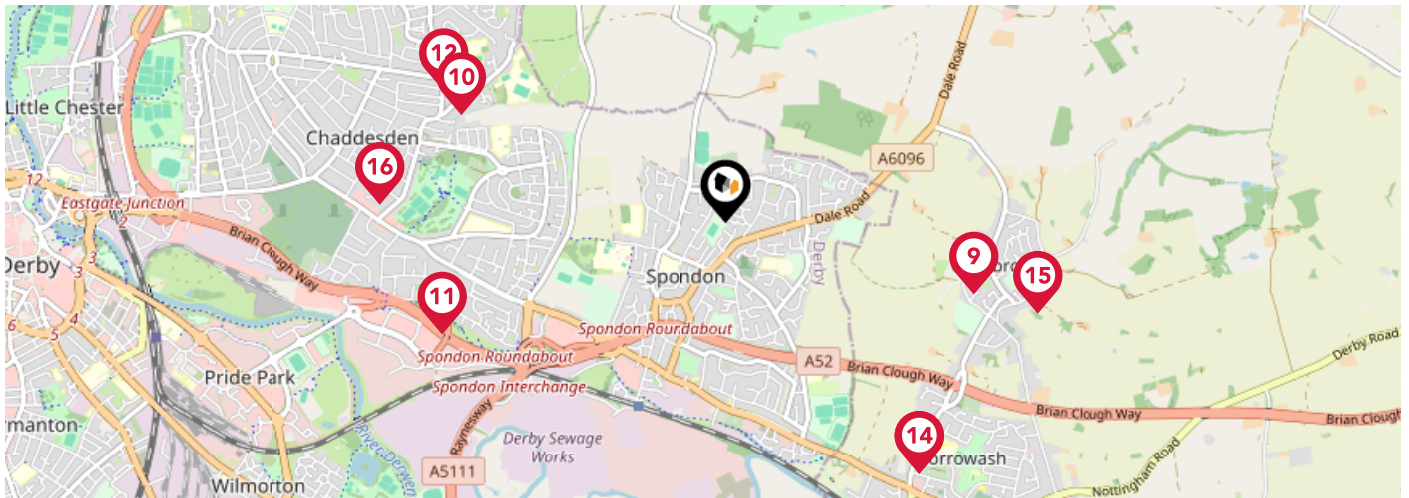 12
10
Little Chester
Chaddesden
Dale Road
A6096
16
12
Eastgate Junction
2
Brian Clough Way
Dale Road
Derby
Derby
3
3
Spondon
9
15
11
4
6
5
Spondon Roundabout
Spondon Roundabout
A52
Brian Clough Way
Derby Road
Pride Park
Spondon Interchange
Brian Clough Way
Brian Clough
Raynesway
River Derwen
rmanton
Derby Sewage
Works
14
orrowash
A5111
Wilmorton
Nottingham Road